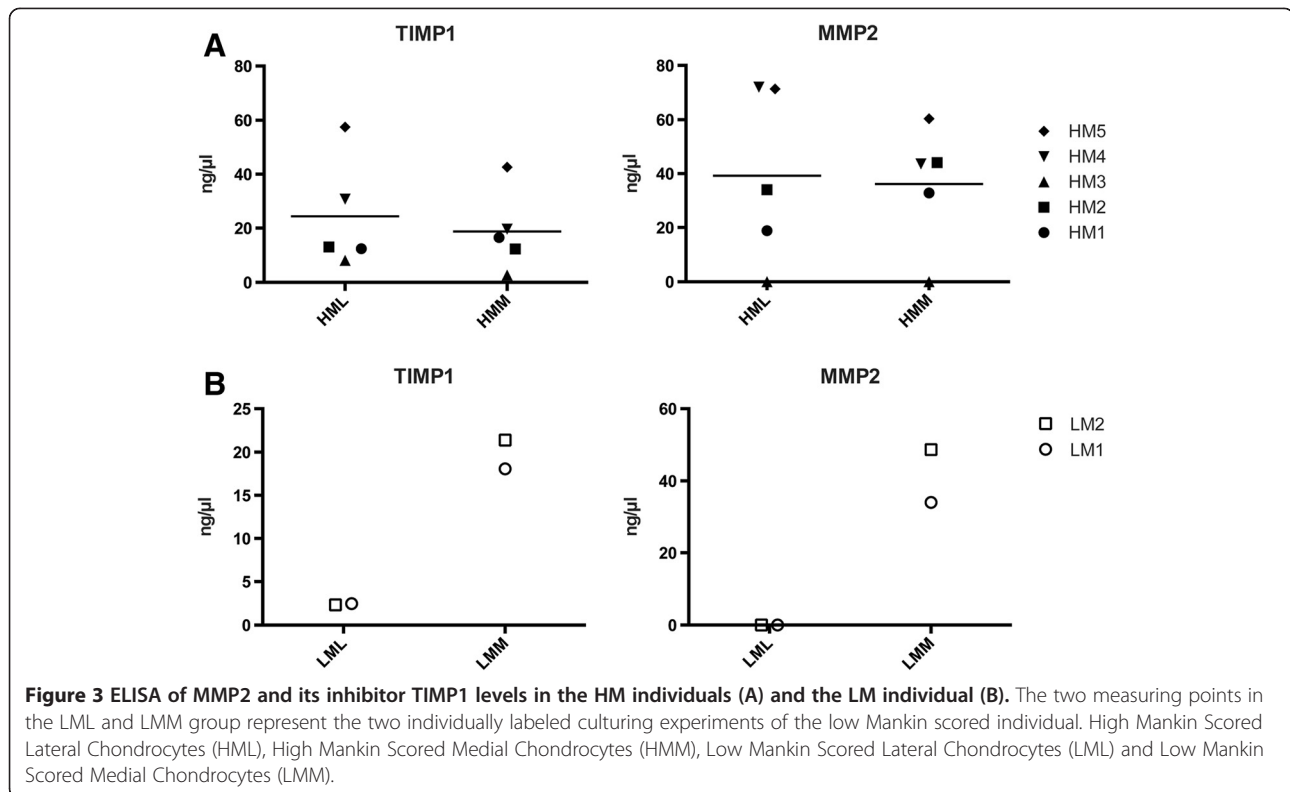 A
TIMP1
MMP2
80
60
40
20
0
ng/µl
HML
HMM
80
60
40
20
0
ng/µl
HML
HMM
HM5
HM4
HM3
HM2
HM1
B
TIMP1
MMP2
25
20
15
10
5
0
ng/µl
LML
LMM
60
40
20
0
ng/µl
LML
LMM
LM2
LM1
Figure 3 ELISA of MMP2 and its inhibitor TIMP1 levels in the HM individuals (A) and the LM individual (B). The two measuring points in
the LML and LMM group represent the two individually labeled culturing experiments of the low Mankin scored individual. High Mankin Scored
Lateral Chondrocytes (HML), High Mankin Scored Medial Chondrocytes (HMM), Low Mankin Scored Lateral Chondrocytes (LML) and Low Mankin
Scored Medial Chondrocytes (LMM).